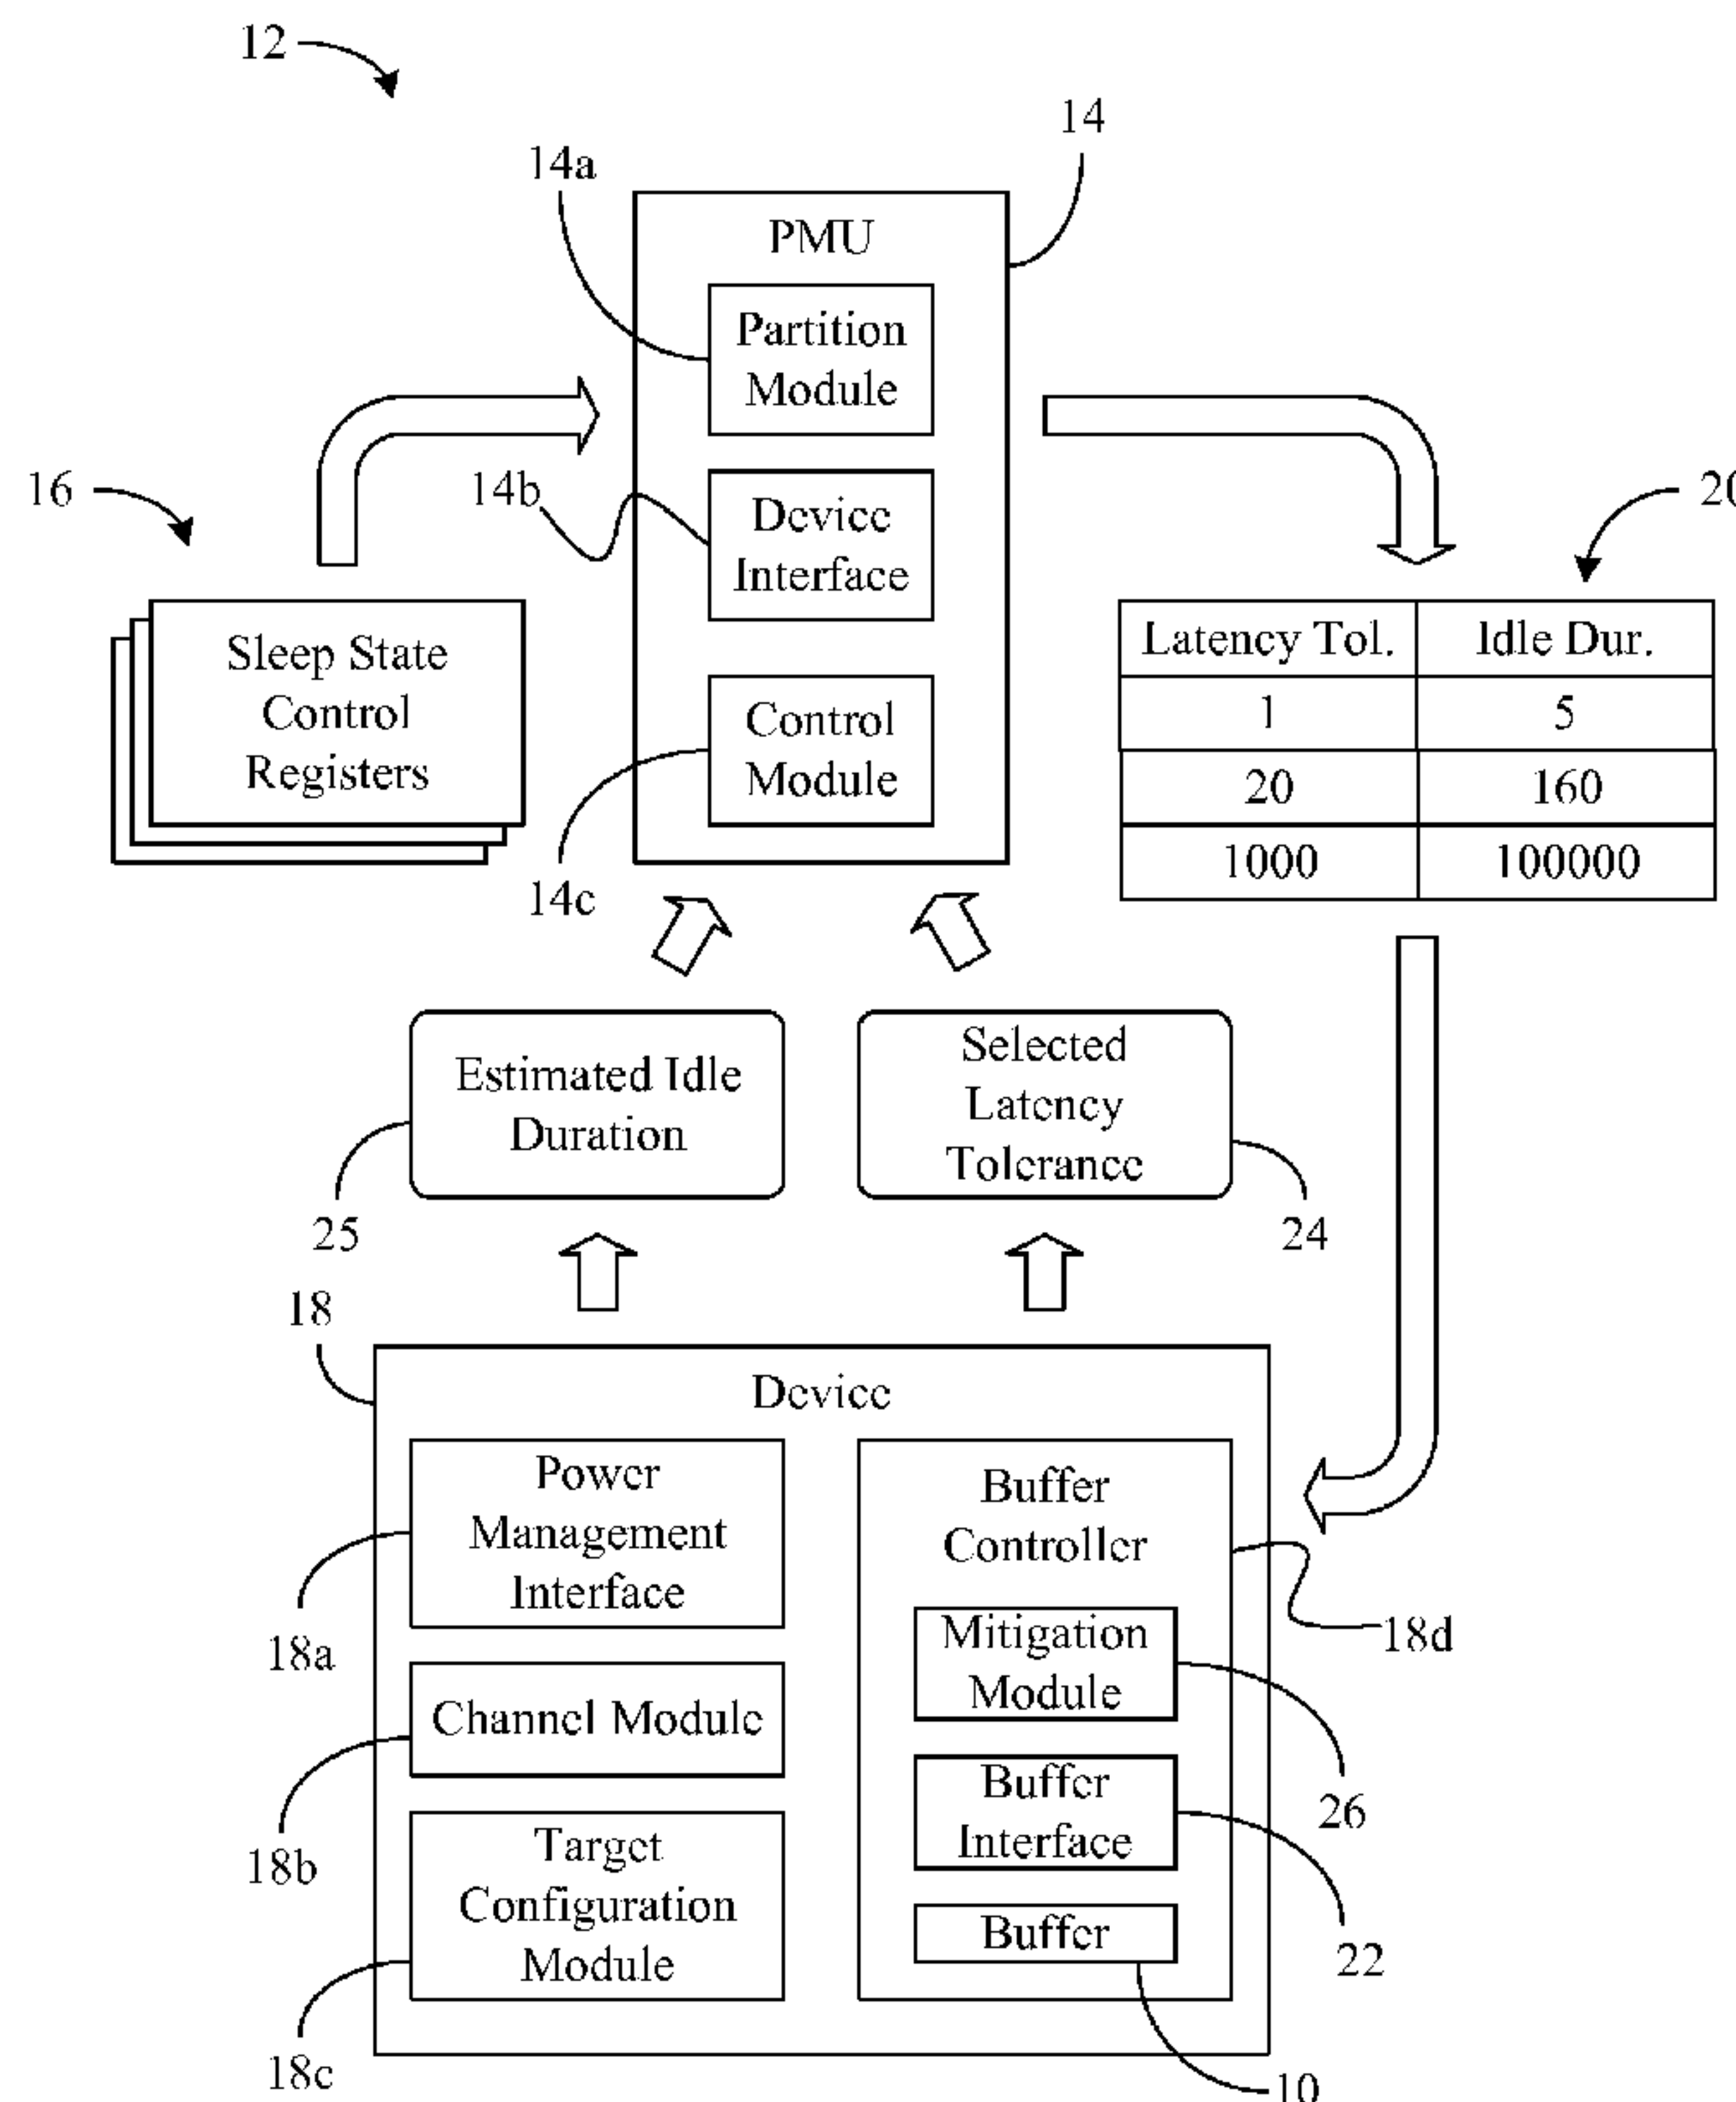 12
14
14a
PMU
Partition
Module
16
14b
Device
Interface
20
Sleep State
Control
Registers
Control
Module
14c
Latency Tol. Idle Dur.
1 5
20 160
1000 100000
Estimated Idle
Duration
Selected
Latency
Tolerance
25
24
18
Device
Power
Management
Interface
18a
Channel Module
18b
Target
Configuration
Module
18c
Buffer
Controller
18d
Mitigation
Module
26
Buffer
Interface
22
Buffer
10